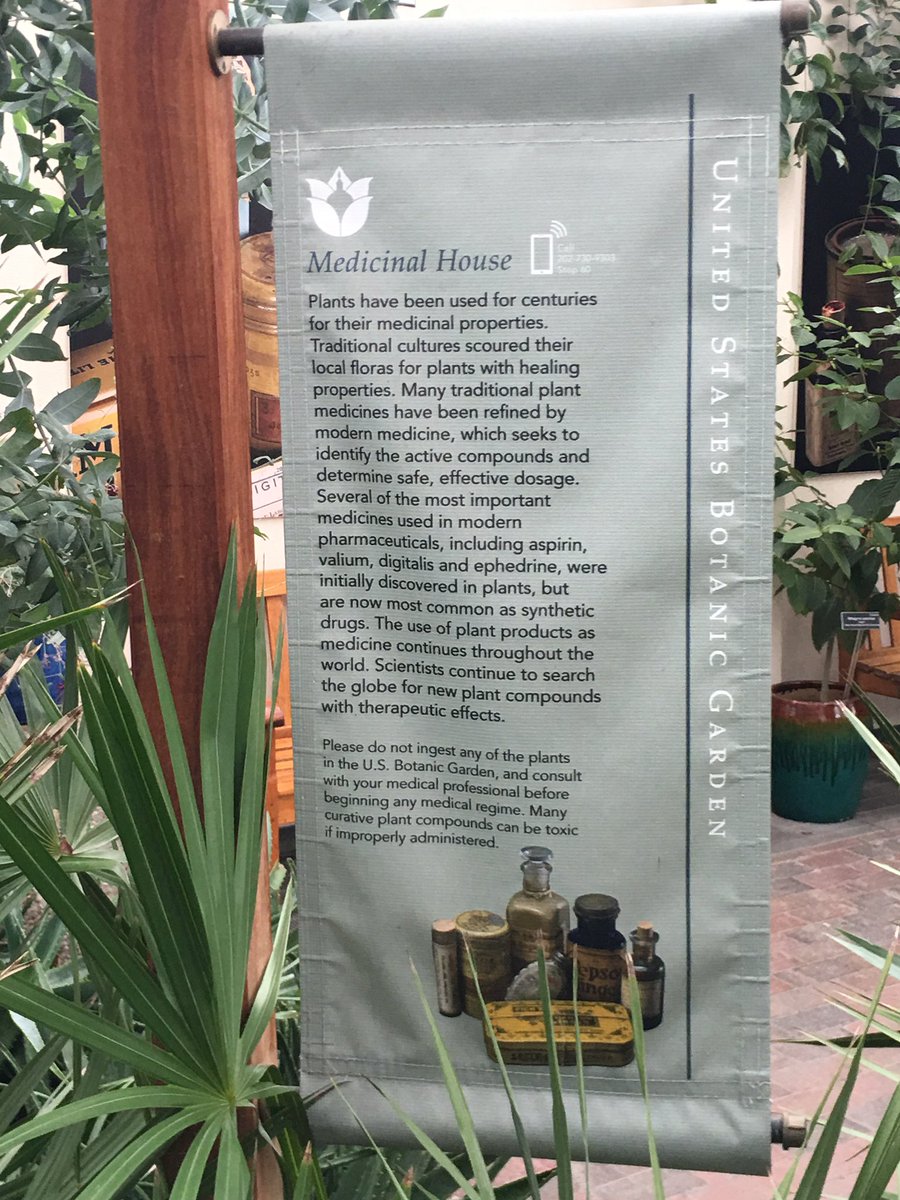 Medicinal House
Call
202-730-9303
Stop 60
Plants have been used for centuries
for their medicinal properties.
Traditional cultures scoured their
local floras for plants with healing
properties. Many traditional plant
medicines have been refined by
modern medicine, which seeks to
identify the active compounds and
determine safe, effective dosage.
Several of the most important
medicines used in modern
pharmaceuticals, including aspirin,
valium, digitalis and ephedrine, were
initially discovered in plants, but
are now most common as synthetic
drugs. The use of plant products as
medicine continues throughout the
world. Scientists continue to search
the globe for new plant compounds
with therapeutic effects.
Please do not ingest any of the plants
in the U.S. Botanic Garden, and consult
with your medical professional before
beginning any medical regime. Many
curative plant compounds can be toxic
if improperly administered.
UNITED STATES BOTANIC GARDEN